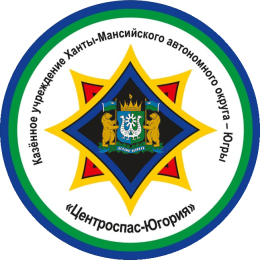 Казённое учреждение Ханты-Мансийского автономного округа – Югры
«Центроспас-Югория»